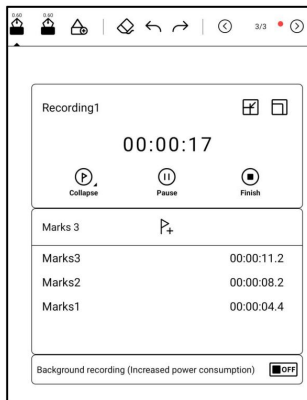 0.60 0.60
3/3
Recording1
00:00:17
Collapse Pause Finish
Marks 3
Marks3 00:00:11.2
Marks2 00:00:08.2
Marks1 00:00:04.4
Background recording (Increased power consumption) OFF